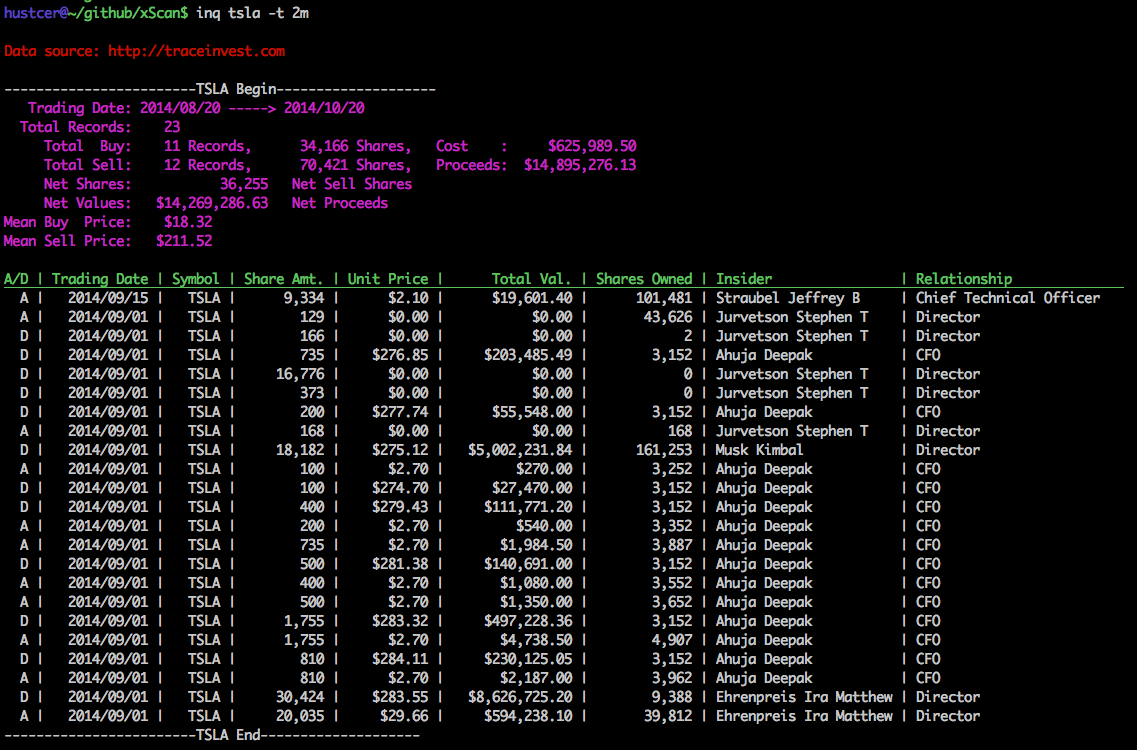 hustcer@~/github/xScan$ inq tsla -t 2m
Data source: http://traceinvest.com
------------------------TSLA Begin--------------------
Trading Date: 2014/08/20 -----> 2014/10/20
Total Records: 23
Total Buy: 11 Records, 34,166 Shares, Cost : $625,989.50
Total Sell: 12 Records, 70,421 Shares, Proceeds: $14,895,276.13
Net Shares: 36,255 Net Sell Shares
Net Values: $14,269,286.63 Net Proceeds
Mean Buy Price: $18.32
Mean Sell Price: $211.52
A/D | Trading Date | Symbol | Share Amt. | Unit Price | Total Val. | Shares Owned | Insider | Relationship
A | 2014/09/15 | TSLA | 9,334 | $2.10 | $19,601.40 | 101,481 | Straubel Jeffrey B | Chief Technical Officer
A | 2014/09/01 | TSLA | 129 | $0.00 | $0.00 | 43,626 | Jurvetson Stephen T | Director
D | 2014/09/01 | TSLA | 166 | $0.00 | $0.00 | 2 | Jurvetson Stephen T | Director
D | 2014/09/01 | TSLA | 735 | $276.85 | $203,485.49 | 3,152 | Ahuja Deepak | CFO
D | 2014/09/01 | TSLA | 16,776 | $0.00 | $0.00 | 0 | Jurvetson Stephen T | Director
D | 2014/09/01 | TSLA | 373 | $0.00 | $0.00 | 0 | Jurvetson Stephen T | Director
D | 2014/09/01 | TSLA | 200 | $277.74 | $55,548.00 | 3,152 | Ahuja Deepak | CFO
A | 2014/09/01 | TSLA | 168 | $0.00 | $0.00 | 168 | Jurvetson Stephen T | Director
D | 2014/09/01 | TSLA | 18,182 | $275.12 | $5,002,231.84 | 161,253 | Musk Kimbal | Director
A | 2014/09/01 | TSLA | 100 | $2.70 | $270.00 | 3,252 | Ahuja Deepak | CFO
D | 2014/09/01 | TSLA | 100 | $274.70 | $27,470.00 | 3,152 | Ahuja Deepak | CFO
D | 2014/09/01 | TSLA | 400 | $279.43 | $111,771.20 | 3,152 | Ahuja Deepak | CFO
A | 2014/09/01 | TSLA | 200 | $2.70 | $540.00 | 3,352 | Ahuja Deepak | CFO
A | 2014/09/01 | TSLA | 735 | $2.70 | $1,984.50 | 3,887 | Ahuja Deepak | CFO
D | 2014/09/01 | TSLA | 500 | $281.38 | $140,691.00 | 3,152 | Ahuja Deepak | CFO
A | 2014/09/01 | TSLA | 400 | $2.70 | $1,080.00 | 3,552 | Ahuja Deepak | CFO
A | 2014/09/01 | TSLA | 500 | $2.70 | $1,350.00 | 3,652 | Ahuja Deepak | CFO
D | 2014/09/01 | TSLA | 1,755 | $283.32 | $497,228.36 | 3,152 | Ahuja Deepak | CFO
A | 2014/09/01 | TSLA | 1,755 | $2.70 | $4,738.50 | 4,907 | Ahuja Deepak | CFO
D | 2014/09/01 | TSLA | 810 | $284.11 | $230,125.05 | 3,152 | Ahuja Deepak | CFO
A | 2014/09/01 | TSLA | 810 | $2.70 | $2,187.00 | 3,962 | Ahuja Deepak | CFO
D | 2014/09/01 | TSLA | 30,424 | $283.55 | $8,626,725.20 | 9,388 | Ehrenpreis Ira Matthew | Director
A | 2014/09/01 | TSLA | 20,035 | $29.66 | $594,238.10 | 39,812 | Ehrenpreis Ira Matthew | Director
------------------------TSLA End--------------------